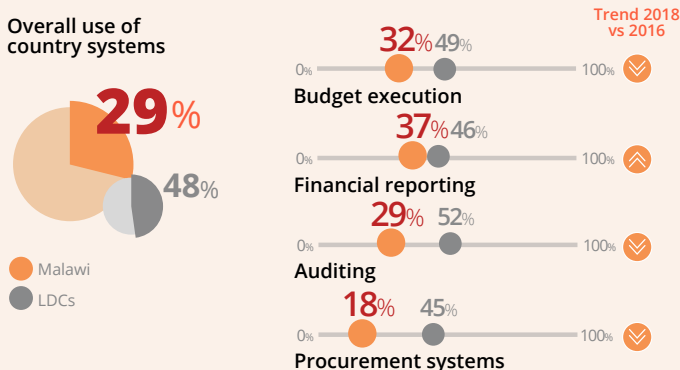 Overall use of
country systems
29%
48%
Malawi
LDCs
Trend 2018
vs 2016
32% 49%
0% 100%
Budget execution
37% 46%
0% 100%
Financial reporting
29% 52%
0% 100%
Auditing
18% 45%
0% 100%
Procurement systems